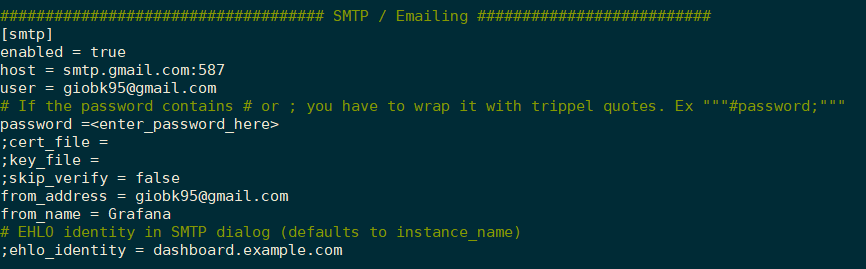 #################################### SMTP / Emailing ##########################
[smtp]
enabled = true
host = smtp.gmail.com:587
user = giobk95@gmail.com
# If the password contains # or ; you have to wrap it with trippel quotes. Ex """#password;"""
password =<enter_password_here>
;cert_file =
;key_file =
;skip_verify = false
from_address = giobk95@gmail.com
from_name = Grafana
# EHLO identity in SMTP dialog (defaults to instance_name)
;ehlo_identity = dashboard.example.com